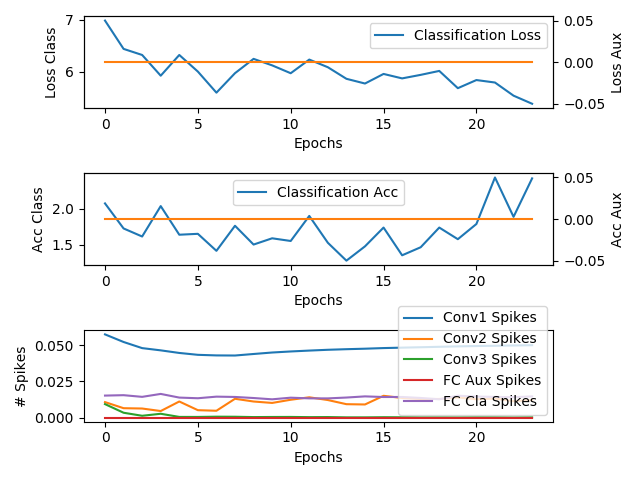 7
6
Loss Class
Classification Loss
0.05
0.00
−0.05
Loss Aux
0 5 10 15 20
Epochs
2.0
1.5
Acc Class
Classification Acc
0.05
0.00
−0.05
Acc Aux
0 5 10 15 20
Epochs
0.050
0.025
0.000
# Spikes
Conv1 Spikes
Conv2 Spikes
Conv3 Spikes
FC Aux Spikes
FC Cla Spikes
0 5 10 15 20
Epochs